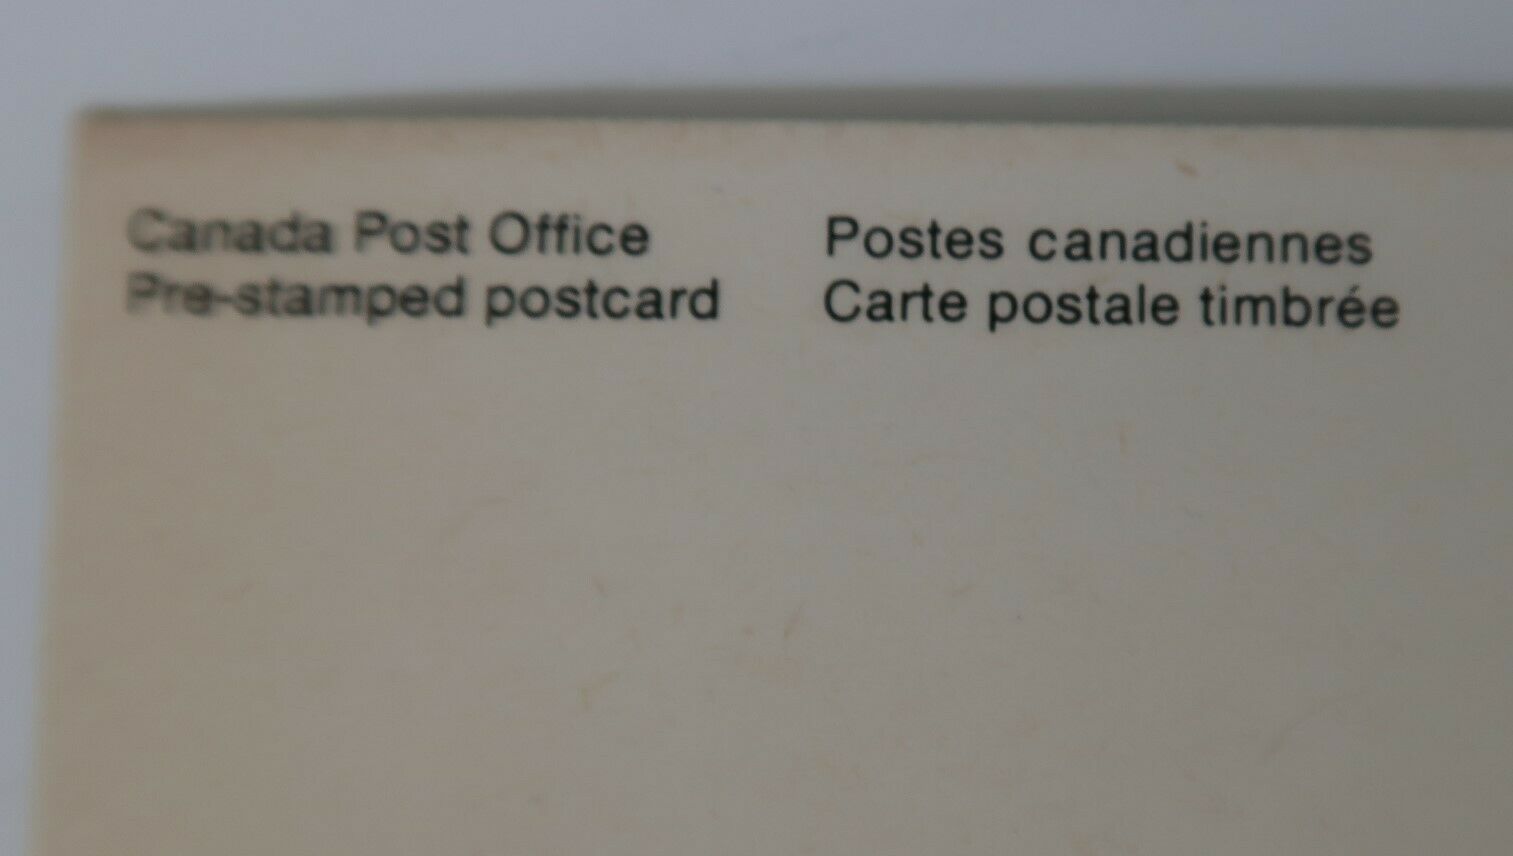 Canada Post Office
Pre-stamped postcard
Postes canadiennes
Carte postale timbrée